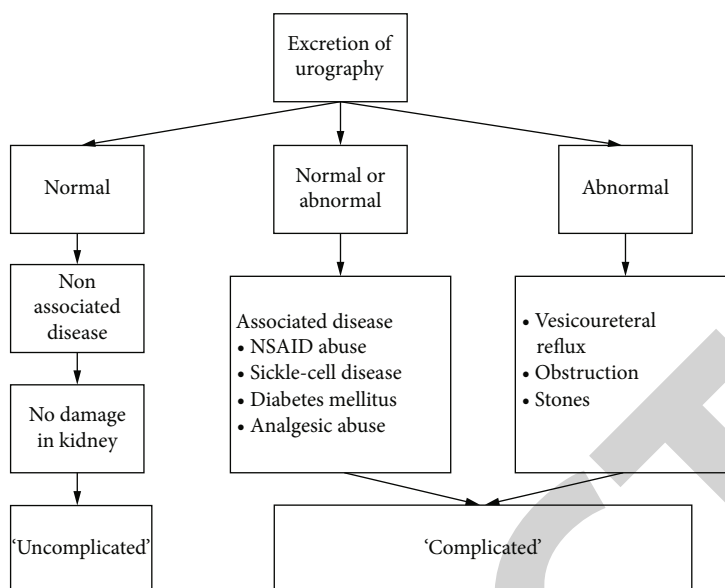 Excretion of
urography
Normal
Normal or
abnormal
Abnormal
Non
associated
disease
Associated disease
• NSAID abuse
• Sickle-cell disease
• Diabetes mellitus
• Analgesic abuse
• Vesicoureteral
reflux
• Obstruction
• Stones
No damage
in kidney
'Uncomplicated'
'Complicated'
CT